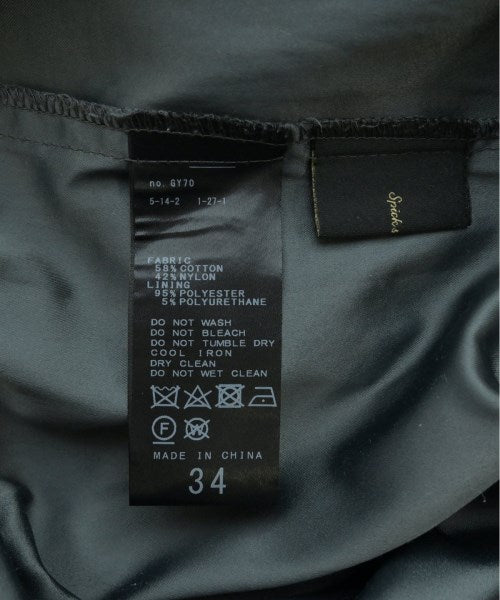 no. GY70
5-14-2 1-27-1
FABRIC
58% COTTON
42% NYLON
LINING
95% POLYESTER
5% POLYURETHANE
DO NOT WASH
DO NOT BLEACH
DO NOT TUMBLE DRY
COOL IRON
DRY CLEAN
DO NOT WET CLEAN
F
W
MADE IN CHINA
34
Spick